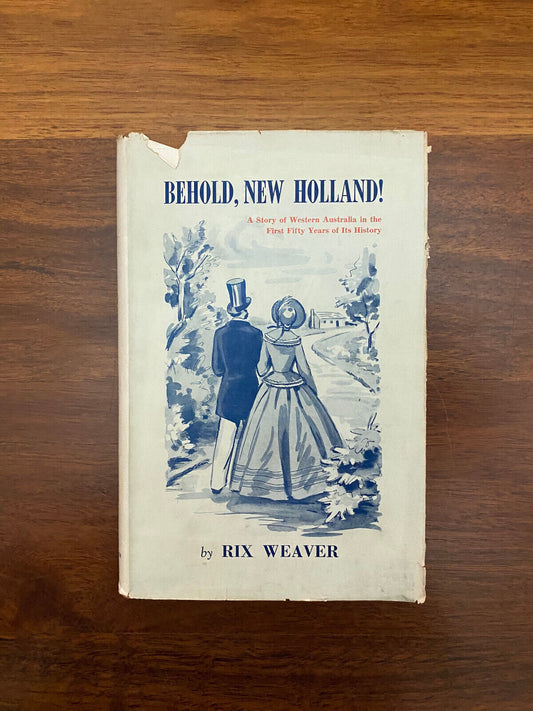 BEHOLD, NEW HOLLAND!
A Story of Western Australia in the
First Fifty Years of Its History
by RIX WEAVER